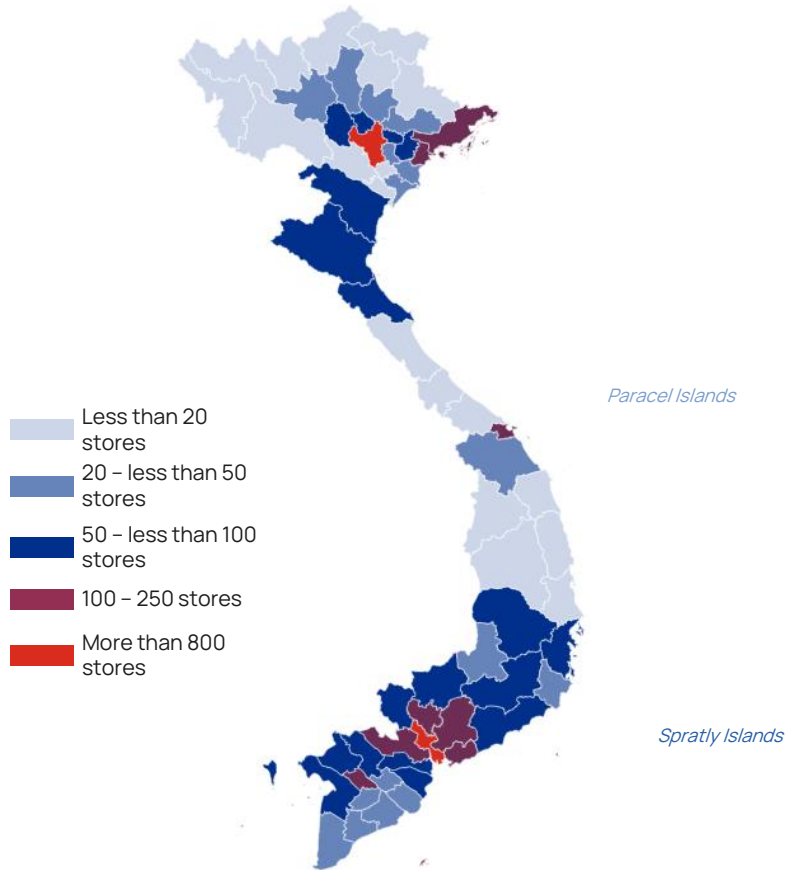 Paracel Islands
Less than 20
stores
20 – less than 50
stores
50 – less than 100
stores
100 – 250 stores
More than 800
stores
Spratly Islands